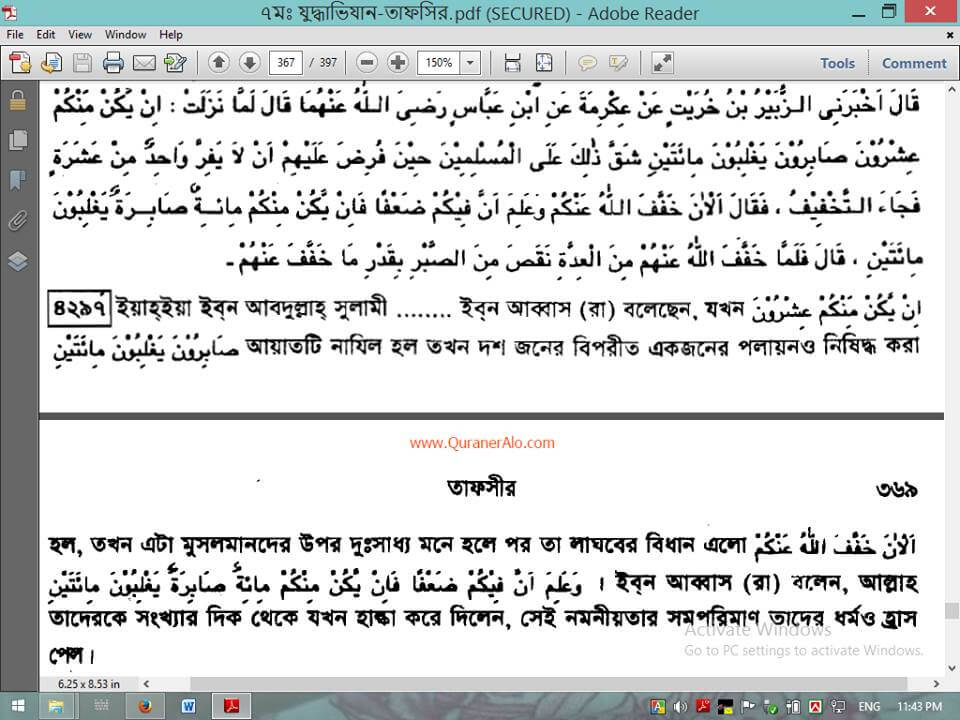 ৭মঃ যুদ্ধাভিযান-তাফসির.pdf (SECURED) - Adobe Reader
File Edit View Window Help
367 / 397 150% Tools Comment
قَالَ اَخْبَرَنِى الزُّبَيْرُ بْنُ خُرَيْتٍ عَنْ عِكْرِمَةَ عَنِ ابْنِ عَبَّاسٍ رَضِىَ اللّٰهُ عَنْهُمَا قَالَ لَمَّا نَزَلَتْ : اِنْ يَكُنْ مِنْكُمْ
عِشْرُوْنَ صَابِرُوْنَ يَغْلِبُوْنَ مِائَتَيْنِ شَقَّ ذٰلِكَ عَلَى الْمُسْلِمِيْنَ حِيْنَ فُرِضَ عَلَيْهِمْ اَنْ لاَ يَفِرَّ وَاحِدٌ مِنْ عَشَرَةٍ
فَجَاءَ التَّخْفِيْفُ ، فَقَالَ اَلْاٰنَ خَفَّفَ اللّٰهُ عَنْكُمْ وَعَلِمَ اَنَّ فِيْكُمْ ضَعْفًا فَاِنْ يَّكُنْ مِنْكُمْ مِائَةٌ صَابِرَةٌ يَغْلِبُوْنَ
مِائَتَيْنِ ، قَالَ فَلَمَّا خَفَّفَ اللّٰهُ عَنْهُمْ مِنَ الْعِدَّةِ نَقَصَ مِنَ الصَّبْرِ بِقَدْرِ مَا خَفَّفَ عَنْهُمْ ـ
৪২৯৭ ইয়াহ্ইয়া ইব্ন আবদুল্লাহ্ সুলামী ........ ইব্ন আব্বাস (রা) বলেছেন, যখন اِنْ يَّكُنْ مِنْكُمْ عِشْرُوْنَ
صَابِرُوْنَ يَغْلِبُوْنَ مِائَتَيْنِ আয়াতটি নাযিল হল তখন দশ জনের বিপরীত একজনের পলায়নও নিষিদ্ধ করা
www.QuranerAlo.com
তাফসীর ৩৬৯
হল, তখন এটা মুসলমানদের উপর দুঃসাধ্য মনে হলে পর তা লাঘবের বিধান এলো اَلْاٰنَ خَفَّفَ اللّٰهُ عَنْكُمْ
وَعَلِمَ اَنَّ فِيْكُمْ ضَعْفًا فَاِنْ يَّكُنْ مِنْكُمْ مِائَةٌ صَابِرَةٌ يَغْلِبُوْنَ مِائَتَيْنِ । ইব্ন আব্বাস (রা) বলেন, আল্লাহ্
তাদেরকে সংখ্যার দিক থেকে যখন হাল্কা করে দিলেন, সেই নমনীয়তার সমপরিমাণ তাদের ধর্মও হ্রাস
পেল।
Activate Windows
Go to PC settings to activate Windows.
6.25 x 8.53 in
ENG 11:43 PM